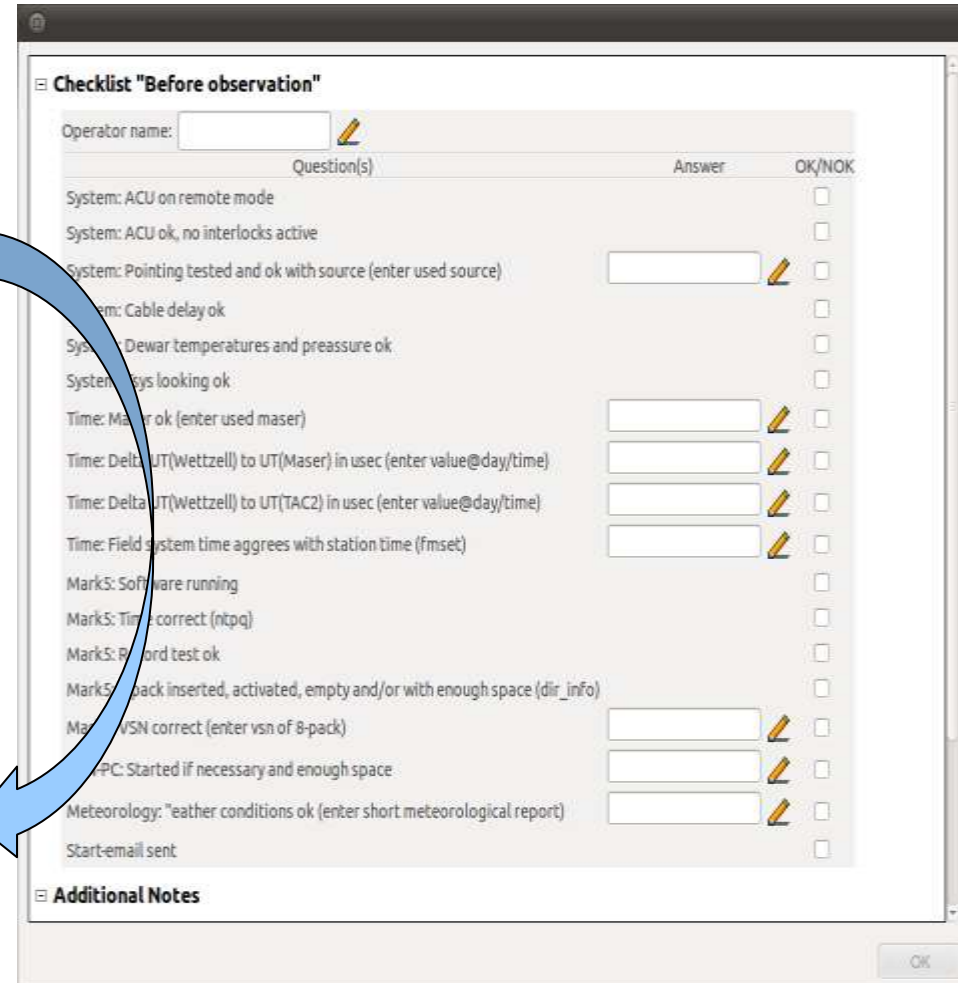 Checklist "Before observation"
Operator name:
Question(s) Answer OK/NOK
System: ACU on remote mode
System: ACU ok, no interlocks active
System: Pointing tested and ok with source (enter used source)
em: Cable delay ok
Sys Dewar temperatures and preassure ok
System sys looking ok
Time: Ma r ok (enter used maser)
Time: Delta UT(Wettzell) to UT(Maser) in usec (enter value@day/time)
Time: Delta UT(Wettzell) to UT(TAC2) in usec (enter value@day/time)
Time: Field system time aggrees with station time (fmset)
Mark5: Software running
Mark5: Time correct (ntpq)
Mark5: Record test ok
Mark5: pack inserted, activated, empty and/or with enough space (dir_info)
Ma VSN correct (enter vsn of 8-pack)
-PC: Started if necessary and enough space
Meteorology: "eather conditions ok (enter short meteorological report)
Start-email sent
Additional Notes
OK